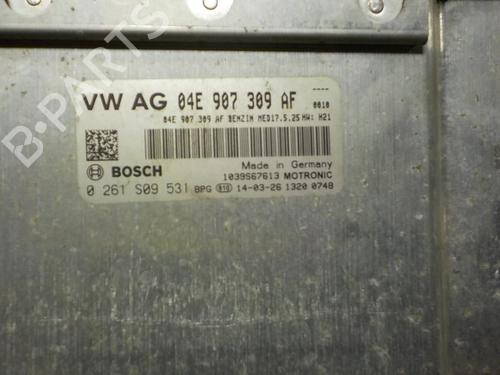 VW AG 04E 907 309 AF
0010
04E 907.309 AF BENZIN MED17.5.25 HW: H21
BOSCH
Made in Germany
1039S67613 MOTRONIC
0 261 S09 531 BPG 14-03-26 1320 0748
B-PARTS